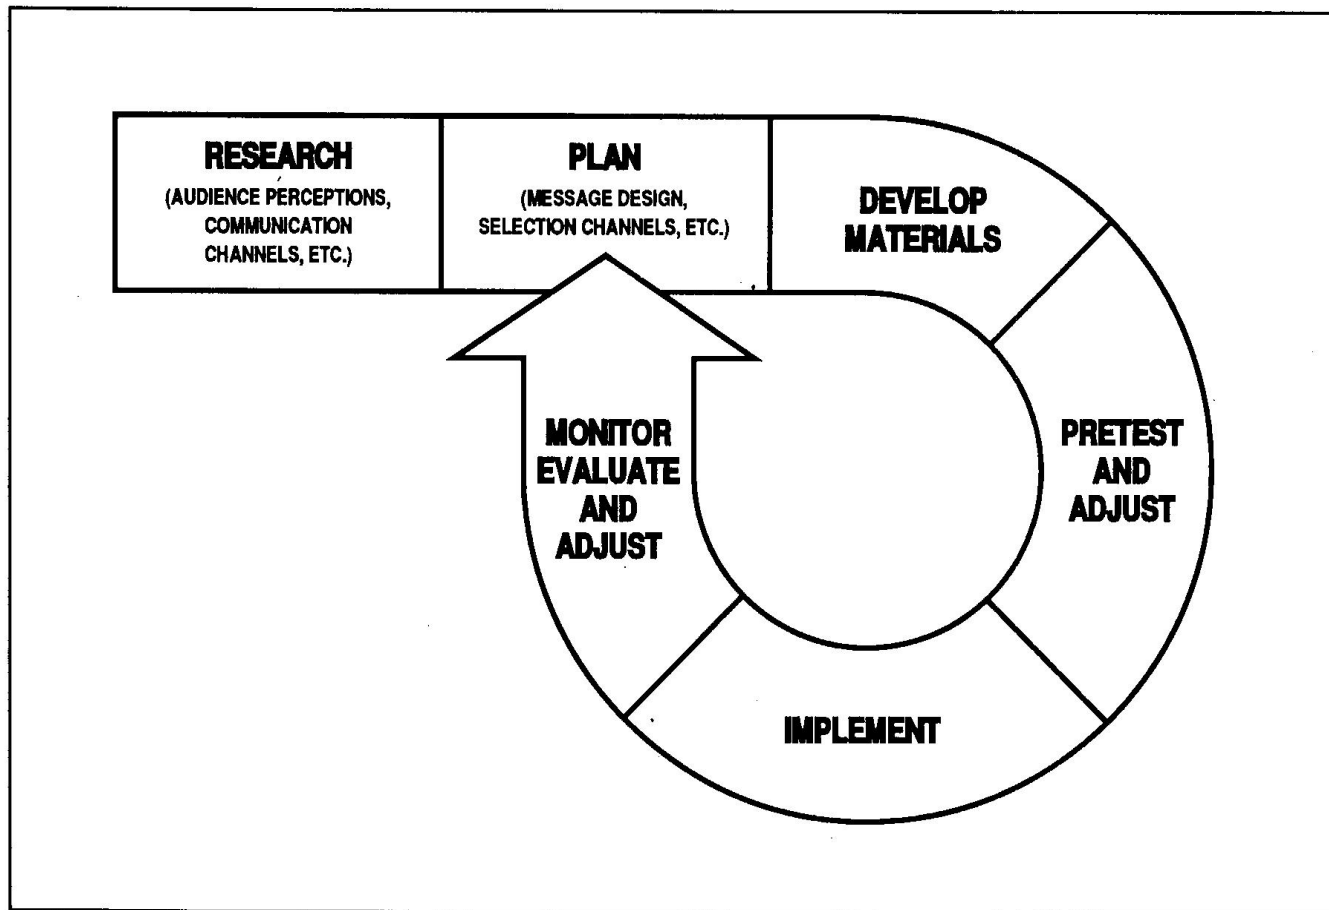 RESEARCH
(AUDIENCE PERCEPTIONS,
COMMUNICATION
CHANNELS, ETC.)
PLAN
(MESSAGE DESIGN,
SELECTION CHANNELS, ETC.)
DEVELOP
MATERIALS
PRETEST
AND
ADJUST
IMPLEMENT
MONITOR
EVALUATE
AND
ADJUST